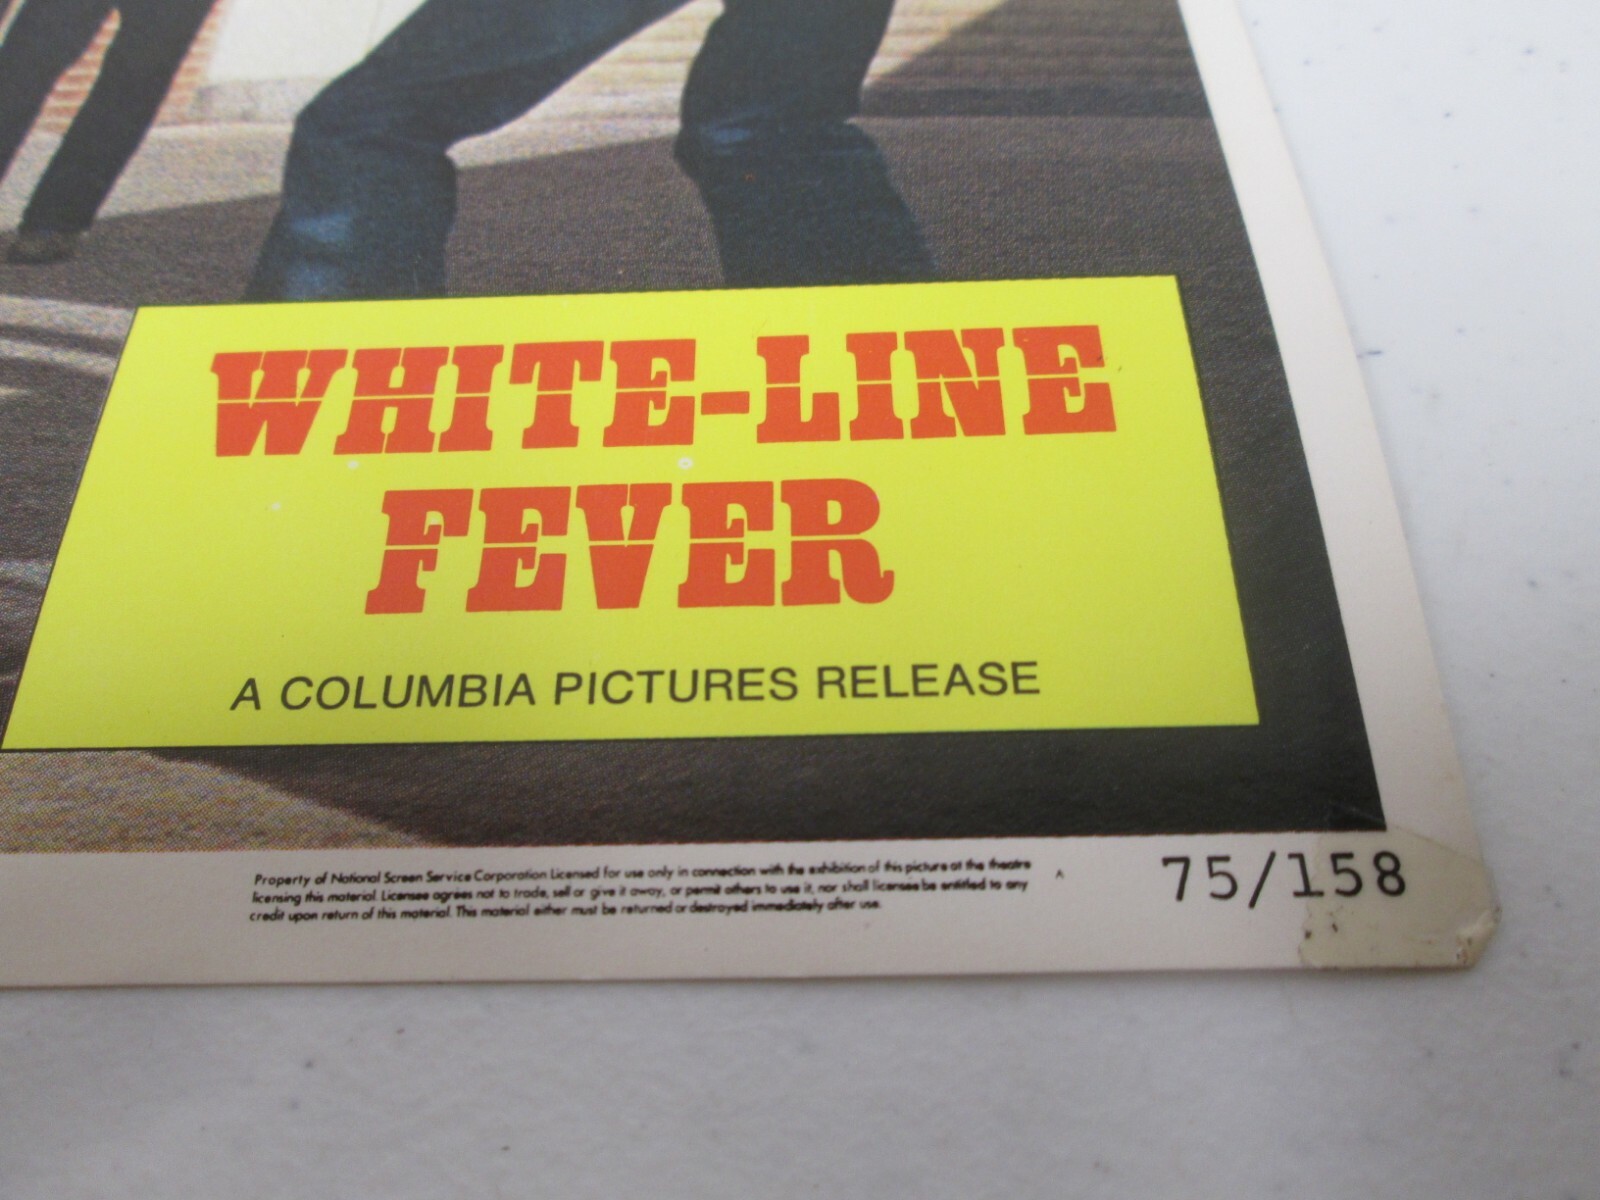 WHITE-LINE
FEVER
A COLUMBIA PICTURES RELEASE
Property of National Screen Service Corporation Licensed for use only in connection with the exhibition of this picture at the theatre
licensing this material. Licensee agrees not to trade, sell or give it away, or permit others to use it, nor shall licensee be entitled to any
credit upon return of this material. This material either must be returned or destroyed immediately after use.
75/158